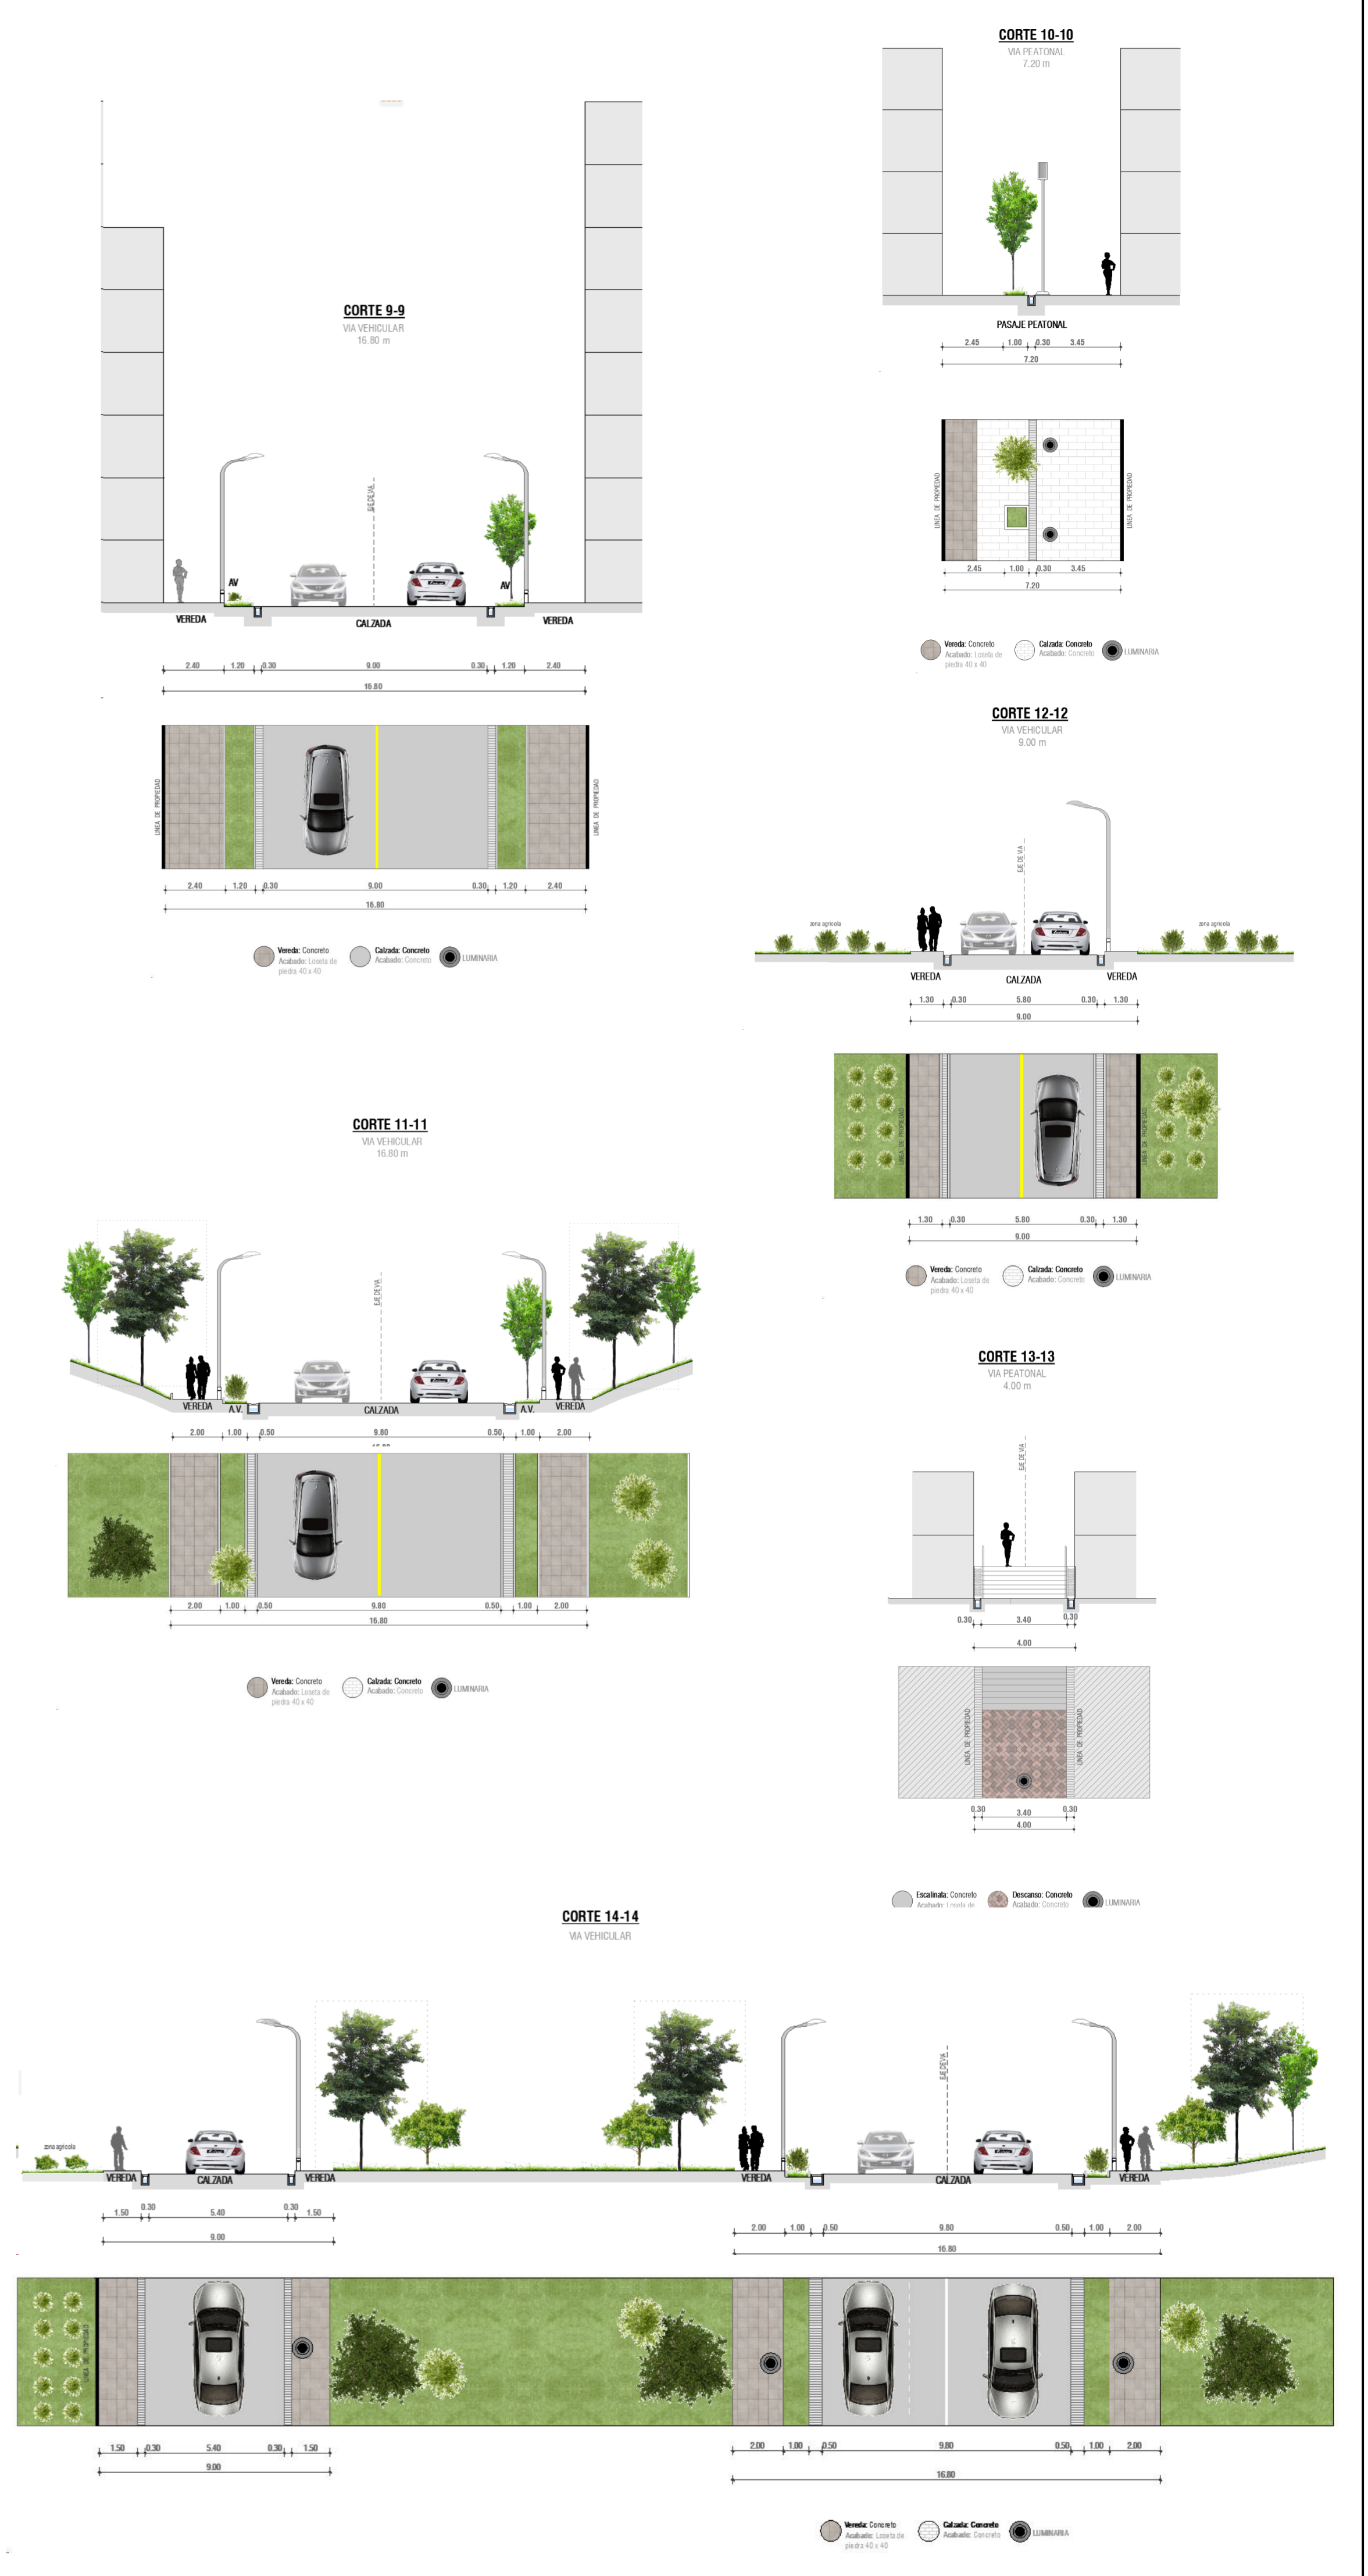 CORTE 9-9
VIA VEHICULAR
16.80 m
EJE DE VIA
AV
AV
VEREDA
CALZADA
VEREDA
2.40 1.20 0.30 9.00 0.30 1.20 2.40
16.80
LINEA DE PROPIEDAD
LINEA DE PROPIEDAD
2.40 1.20 0.30 9.00 0.30 1.20 2.40
16.80
Vereda: Concreto
Acabado: Loseta de
piedra 40 x 40
Calzada: Concreto
Acabado: Concreto
LUMINARIA
CORTE 10-10
VIA PEATONAL
7.20 m
PASAJE PEATONAL
2.45 1.00 0.30 3.45
7.20
LINEA DE PROPIEDAD
LINEA DE PROPIEDAD
2.45 1.00 0.30 3.45
7.20
Vereda: Concreto
Acabado: Loseta de
piedra 40 x 40
Calzada: Concreto
Acabado: Concreto
LUMINARIA
CORTE 12-12
VIA VEHICULAR
9.00 m
EJE DE VIA
zona agricola
zona agricola
VEREDA
CALZADA
VEREDA
1.30 0.30 5.80 0.30 1.30
9.00
LINEA DE PROPIEDAD
LINEA DE PROPIEDAD
1.30 0.30 5.80 0.30 1.30
9.00
Vereda: Concreto
Acabado: Loseta de
piedra 40 x 40
Calzada: Concreto
Acabado: Concreto
LUMINARIA
CORTE 11-11
VIA VEHICULAR
16.80 m
EJE DE VIA
VEREDA
A.V.
CALZADA
A.V.
VEREDA
2.00 1.00 0.50 9.80 0.50 1.00 2.00
16.80
2.00 1.00 0.50 9.80 0.50 1.00 2.00
16.80
Vereda: Concreto
Acabado: Loseta de
piedra 40 x 40
Calzada: Concreto
Acabado: Concreto
LUMINARIA
CORTE 13-13
VIA PEATONAL
4.00 m
EJE DE VIA
0.30 3.40 0.30
4.00
LINEA DE PROPIEDAD
LINEA DE PROPIEDAD
0.30 3.40 0.30
4.00
Escalinata: Concreto
Acabado: Loseta de
Descanso: Concreto
Acabado: Concreto
LUMINARIA
CORTE 14-14
VIA VEHICULAR
EJE DE VIA
zona agricola
VEREDA
CALZADA
VEREDA
VEREDA
CALZADA
VEREDA
1.50 0.30 5.40 0.30 1.50
9.00
2.00 1.00 0.50 9.80 0.50 1.00 2.00
16.80
LINEA DE PROPIEDAD
1.50 0.30 5.40 0.30 1.50
9.00
2.00 1.00 0.50 9.80 0.50 1.00 2.00
16.80
Vereda: Concreto
Acabado: Loseta de
piedra 40 x 40
Calzada: Concreto
Acabado: Concreto
LUMINARIA